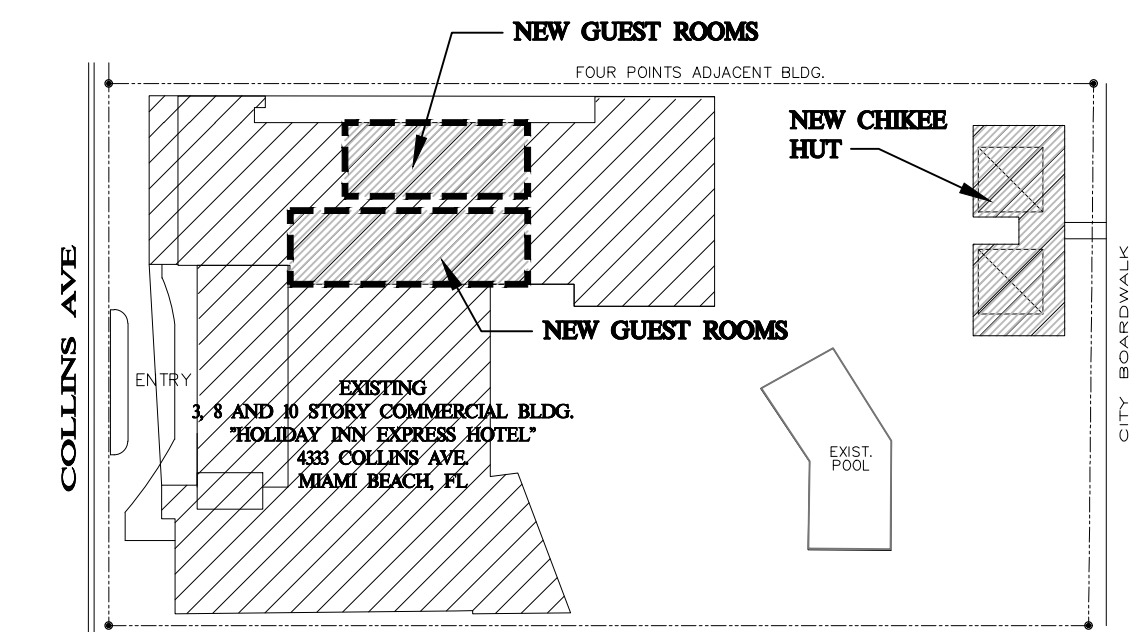 NEW GUEST ROOMS
FOUR POINTS ADJACENT BLDG.
NEW CHIKEE
HUT
COLLINS AVE
CITY BOARDWALK
NEW GUEST ROOMS
ENTRY
EXISTING
3, 8 AND 10 STORY COMMERCIAL BLDG.
"HOLIDAY INN EXPRESS HOTEL"
4333 COLLINS AVE.
MIAMI BEACH, FL
EXIST.
POOL